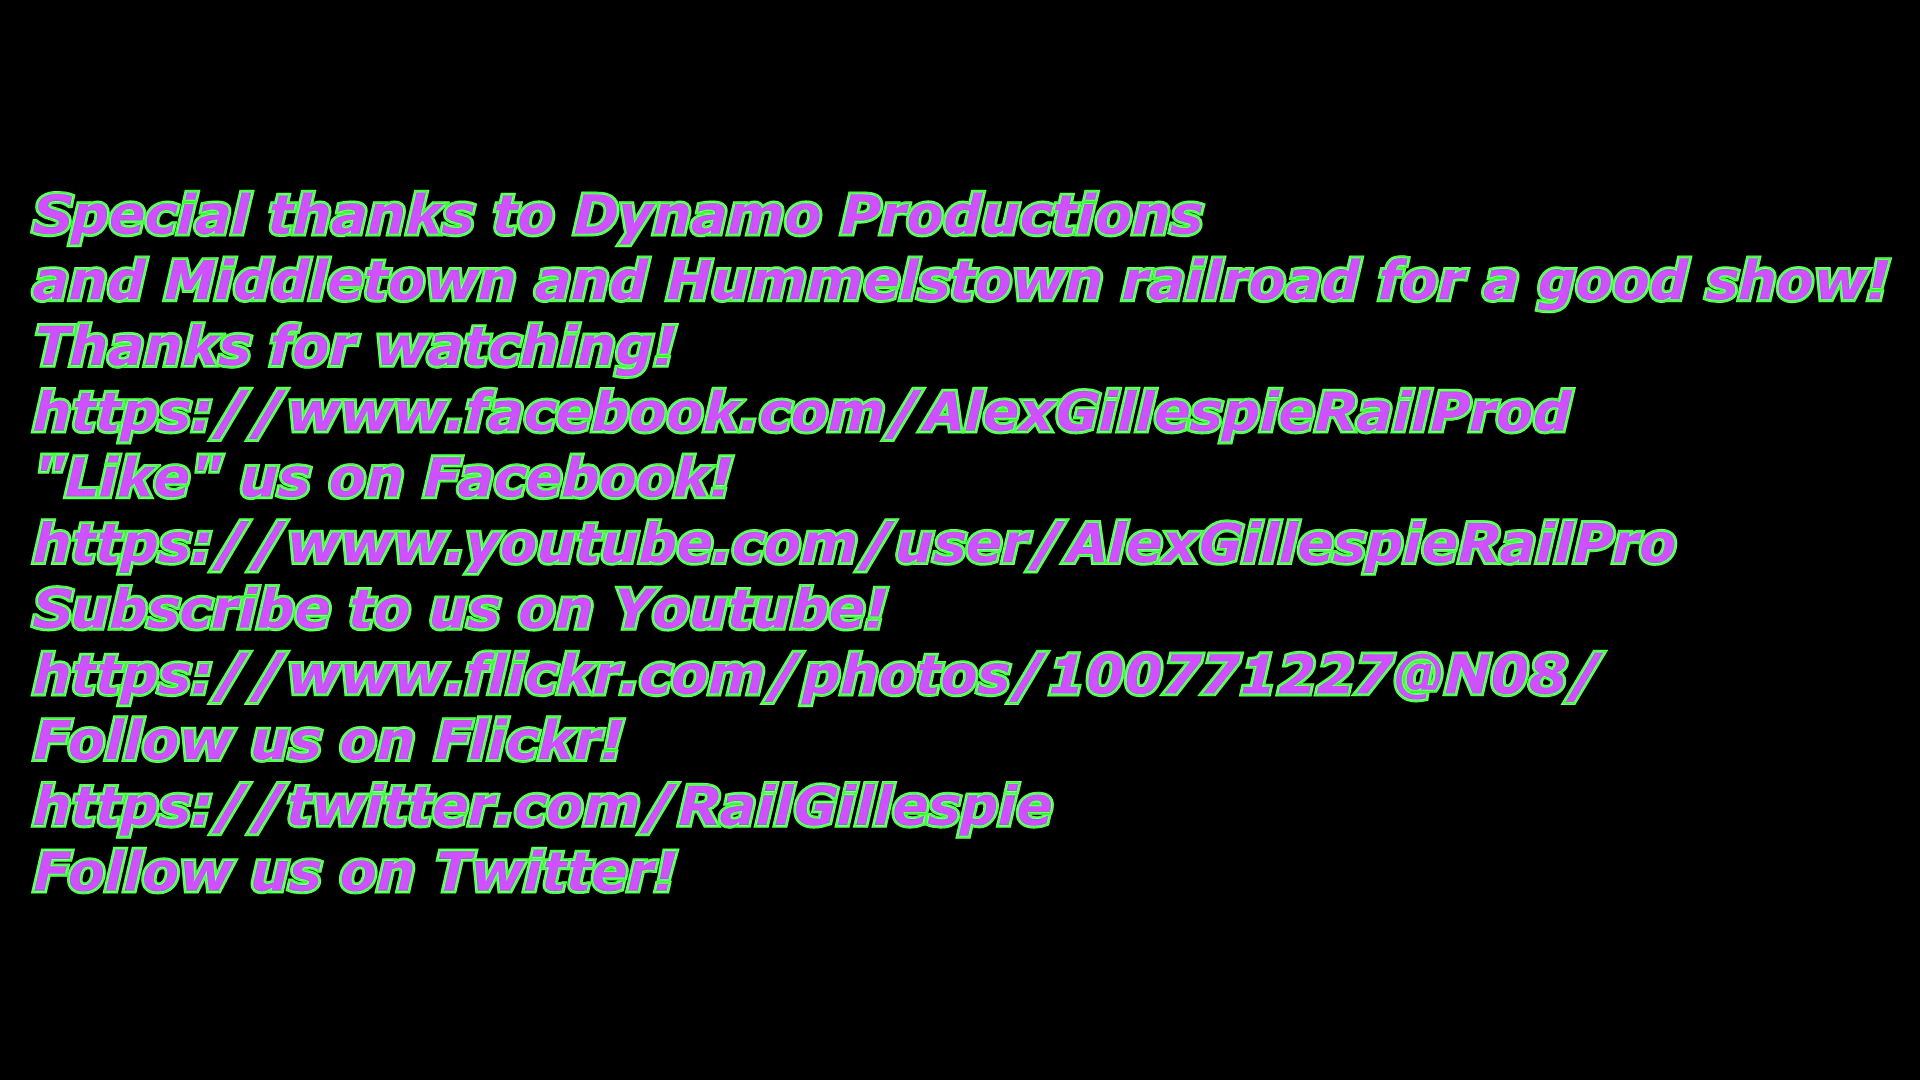 Special thanks to Dynamo Productions
and Middletown and Hummelstown railroad for a good show!
Thanks for watching!
https://www.facebook.com/AlexGillespieRailProd
"Like" us on Facebook!
https://www.youtube.com/user/AlexGillespieRailPro
Subscribe to us on Youtube!
https://www.flickr.com/photos/100771227@N08/
Follow us on Flickr!
https://twitter.com/RailGillespie
Follow us on Twitter!